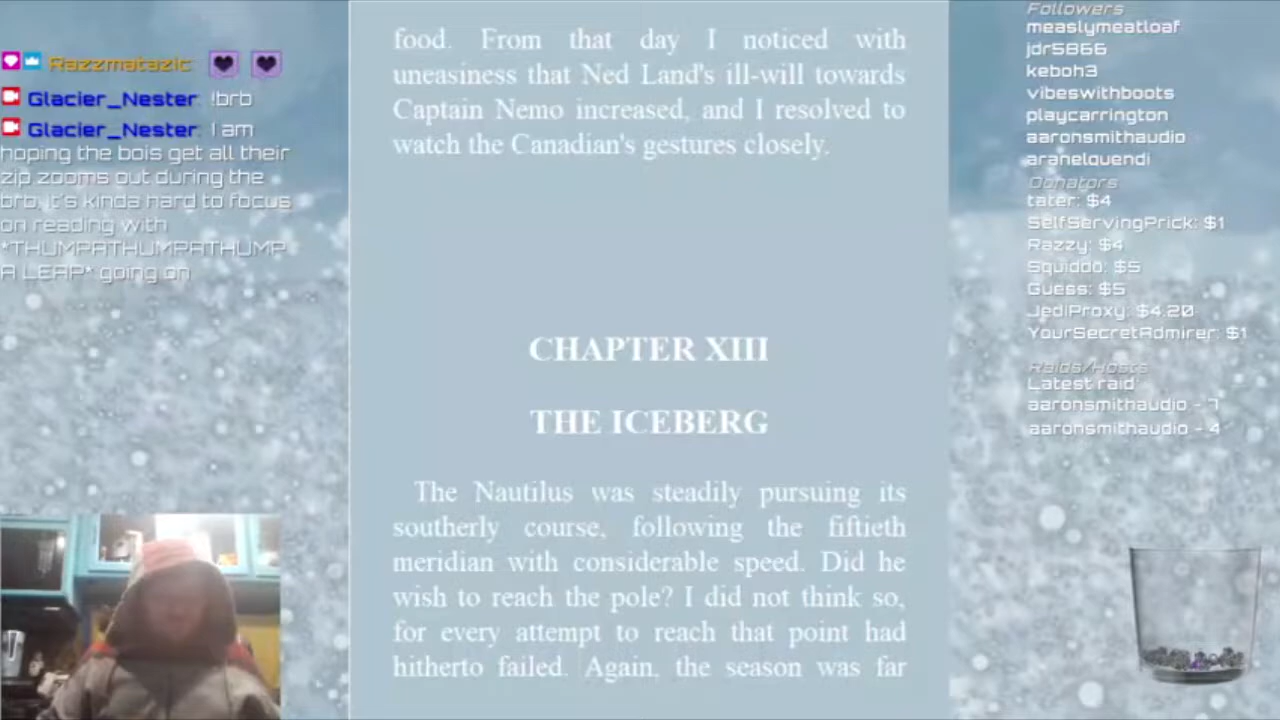 Razzmatazic
Glacier_Nester: !brb
Glacier_Nester: I am
hoping the bois get all their
zip zooms out during the
brb, it's kinda hard to focus
on reading with
*THUMPATHUMPATHUMP
A LEAP* going on
food. From that day I noticed with
uneasiness that Ned Land's ill-will towards
Captain Nemo increased, and I resolved to
watch the Canadian's gestures closely.
CHAPTER XIII
THE ICEBERG
The Nautilus was steadily pursuing its
southerly course, following the fiftieth
meridian with considerable speed. Did he
wish to reach the pole? I did not think so,
for every attempt to reach that point had
hitherto failed. Again, the season was far
Followers
measlymeatloaf
jdr5866
keboh3
vibeswithboots
playcarrington
aaronsmithaudio
aranelquendi
Donators
tater: $4
SelfServingPrick: $1
Razzy: $4
Squiddo: $5
Guess: $5
JediProxy: $4.20
YourSecretAdmirer: $1
Raids/Hosts
Latest raid
aaronsmithaudio - 7
aaronsmithaudio - 4